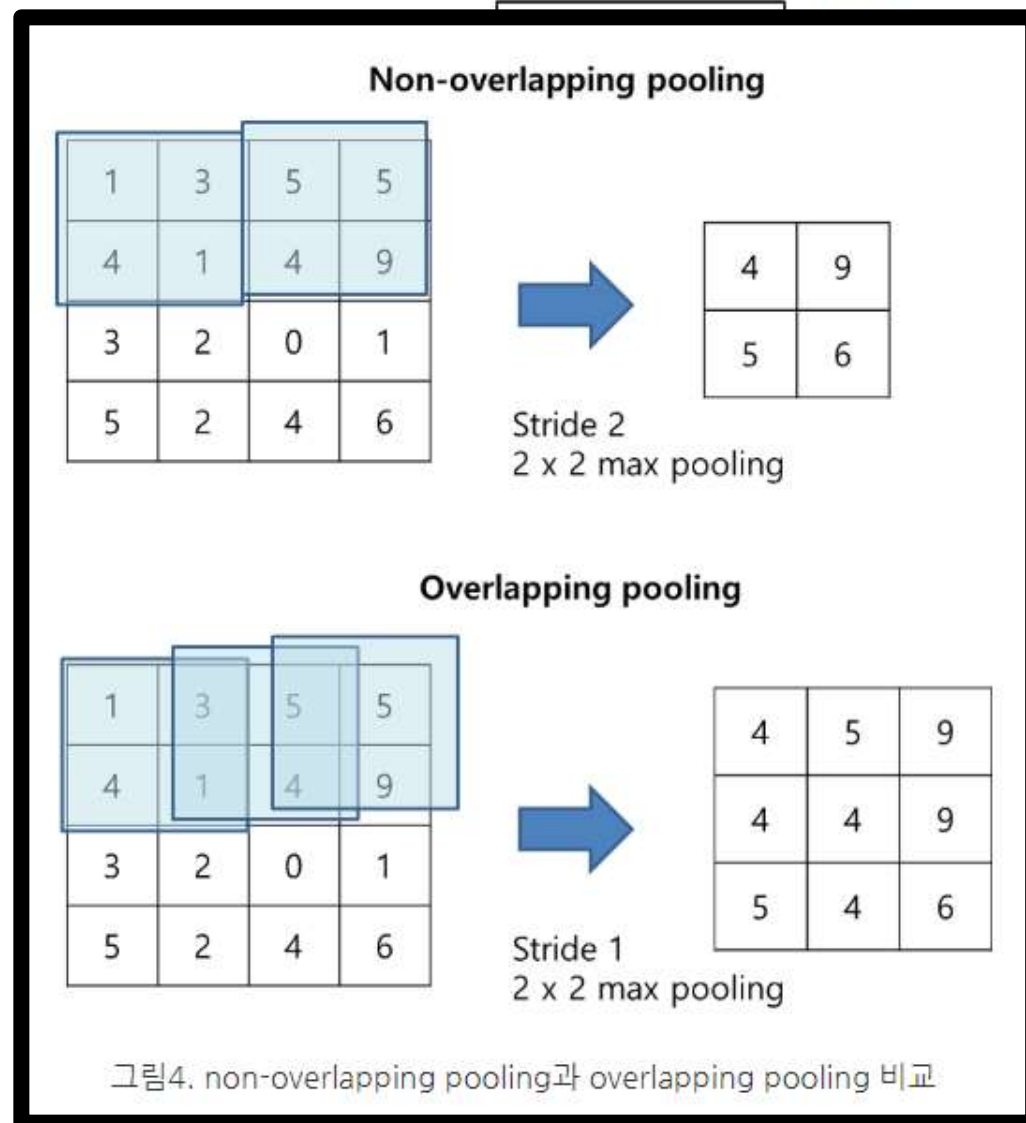 Non-overlapping pooling
1 3 5 5
4 1 4 9
3 2 0 1
5 2 4 6
4 9
5 6
Stride 2
2 x 2 max pooling
Overlapping pooling
1 3 5 5
4 1 4 9
3 2 0 1
5 2 4 6
4 5 9
4 4 9
5 4 6
Stride 1
2 x 2 max pooling
그림4. non-overlapping pooling과 overlapping pooling 비교